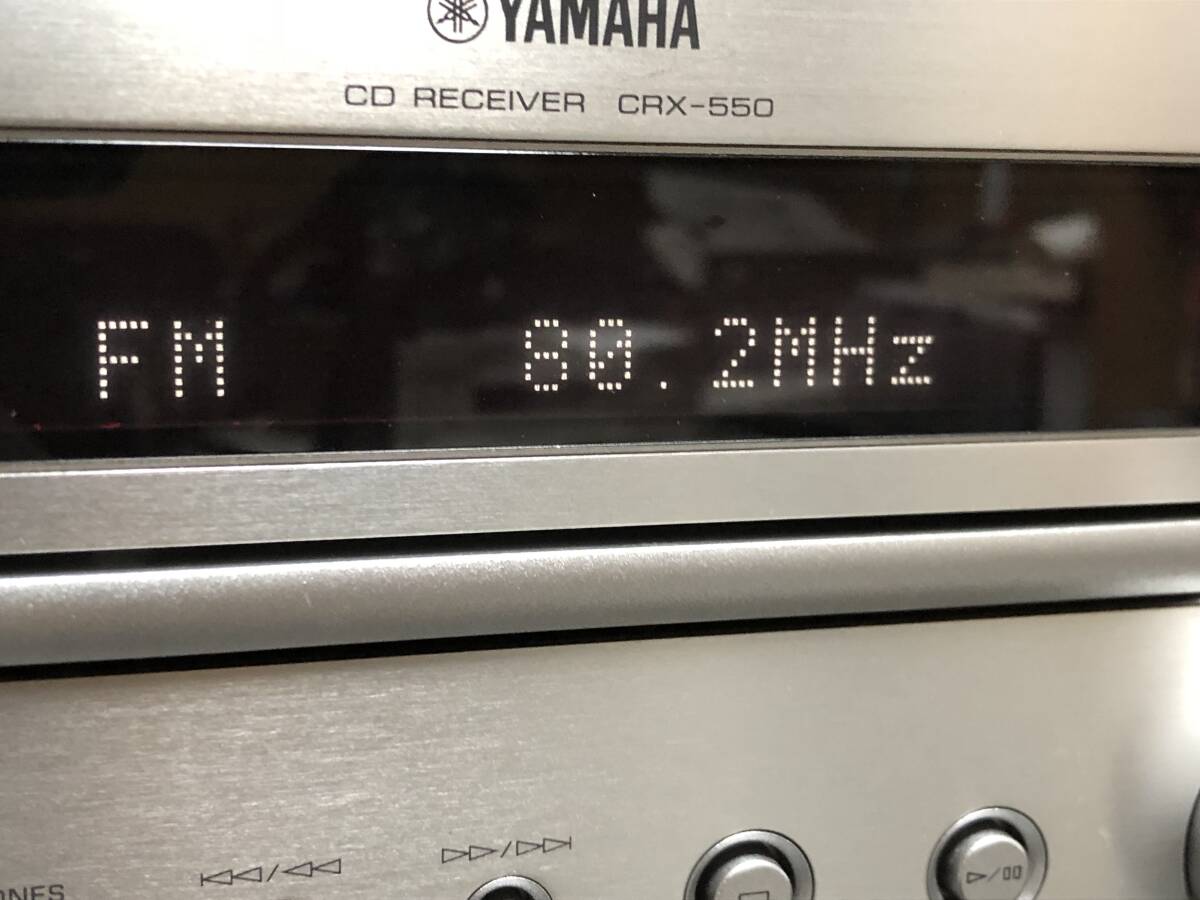 YAMAHA
CD RECEIVER CRX-550
FM 80.2MHz